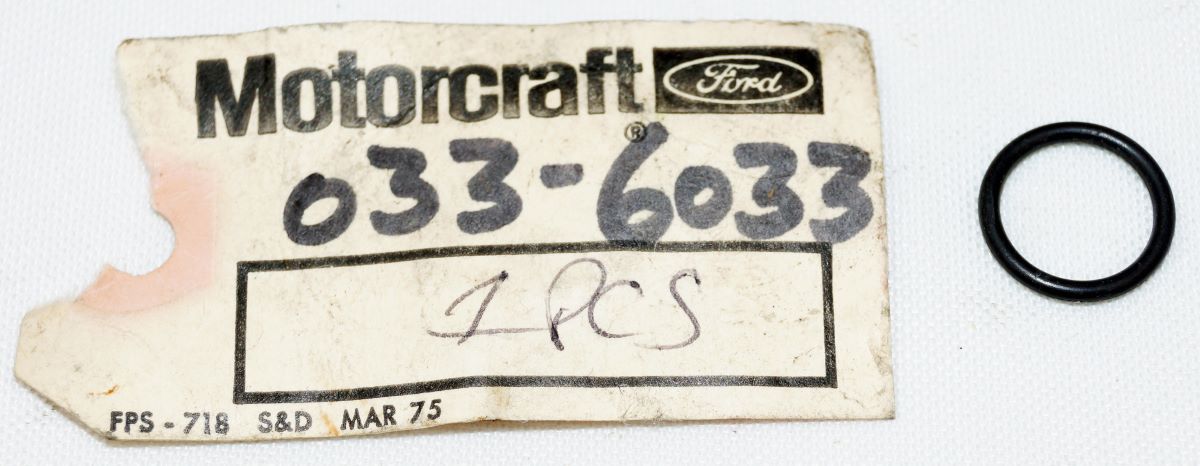 Motorcraft Ford
®
033-6033
1 PCS
FPS - 718 S&D MAR 75